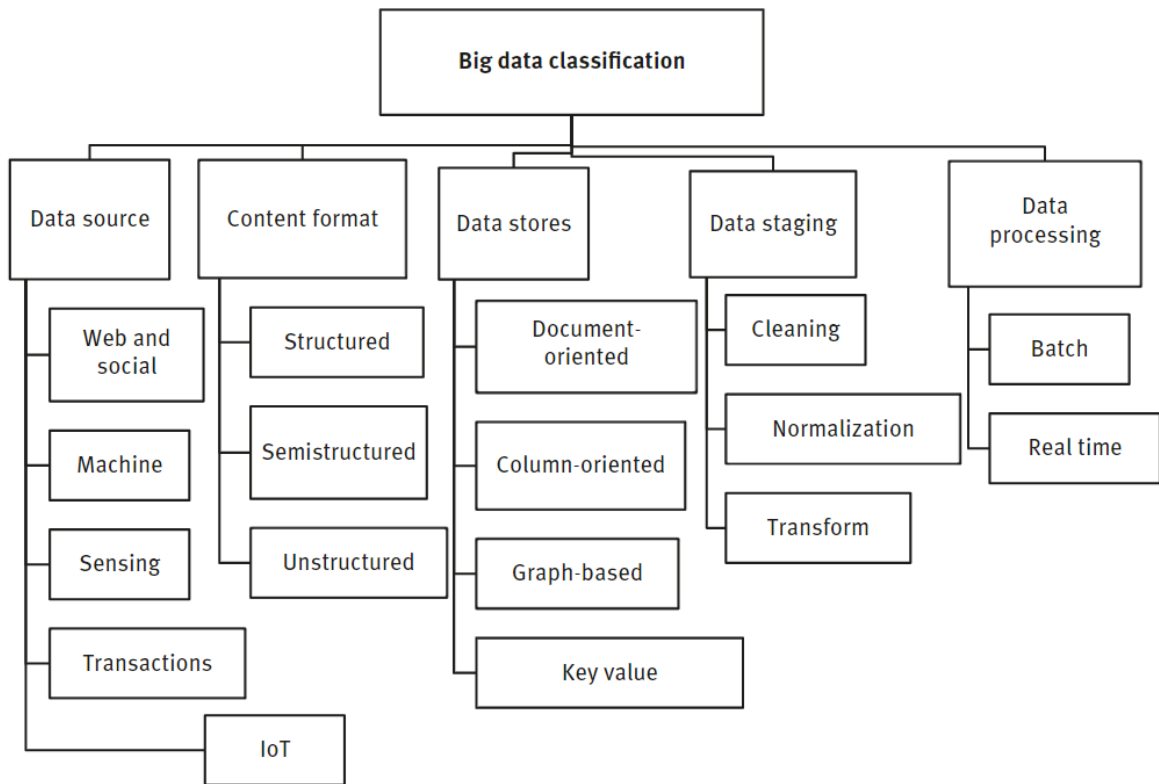 Big data classification
Data source
Content format
Data stores
Data staging
Data
processing
Web and
social
Machine
Sensing
Transactions
IoT
Structured
Semistructured
Unstructured
Document-
oriented
Column-oriented
Graph-based
Key value
Cleaning
Normalization
Transform
Batch
Real time